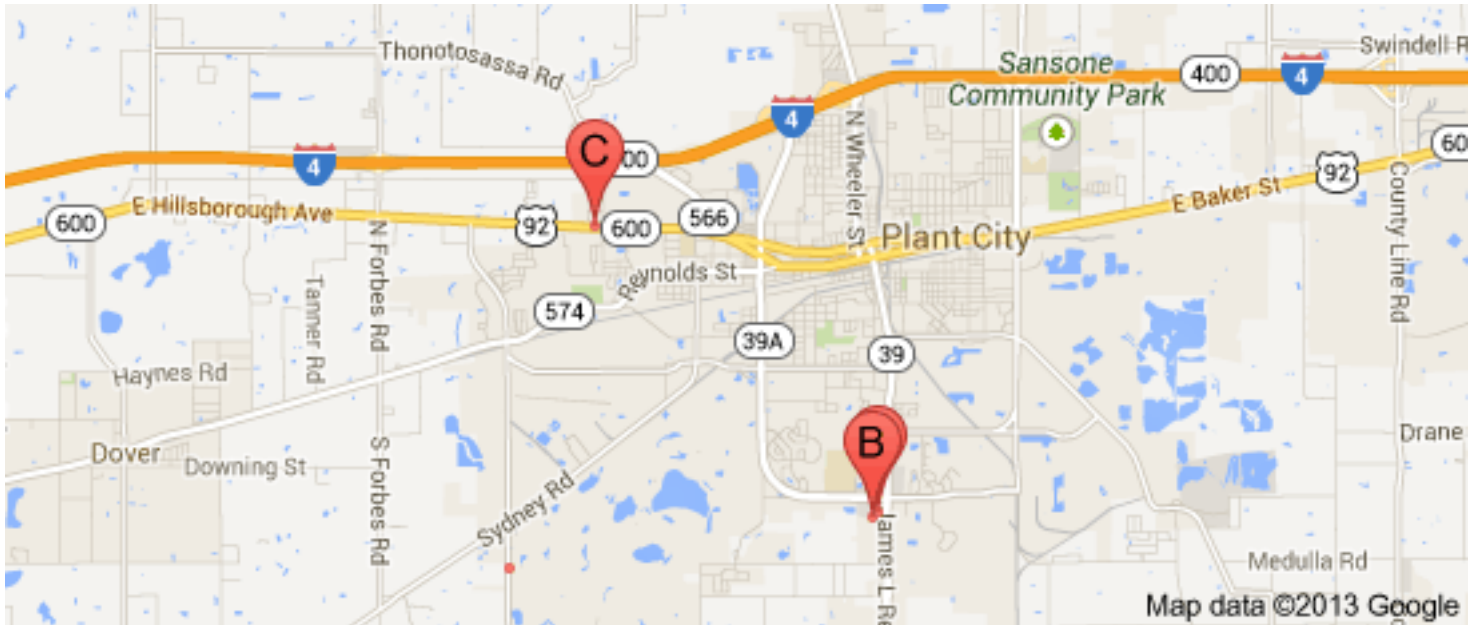 Thonotosassa Rd
Sansone
Community Park
400
4
Swindell R
4
N Wheeler St
C
00
4
60
92
County Line Rd
E Baker St
E Hillsborough Ave
600
92
600
566
Plant City
N Forbes Rd
Reynolds St
Tanner Rd
574
39A
39
Haynes Rd
B
Drane
Dover
Downing St
S Forbes Rd
Sydney Rd
James L Re
Medulla Rd
Map data ©2013 Google